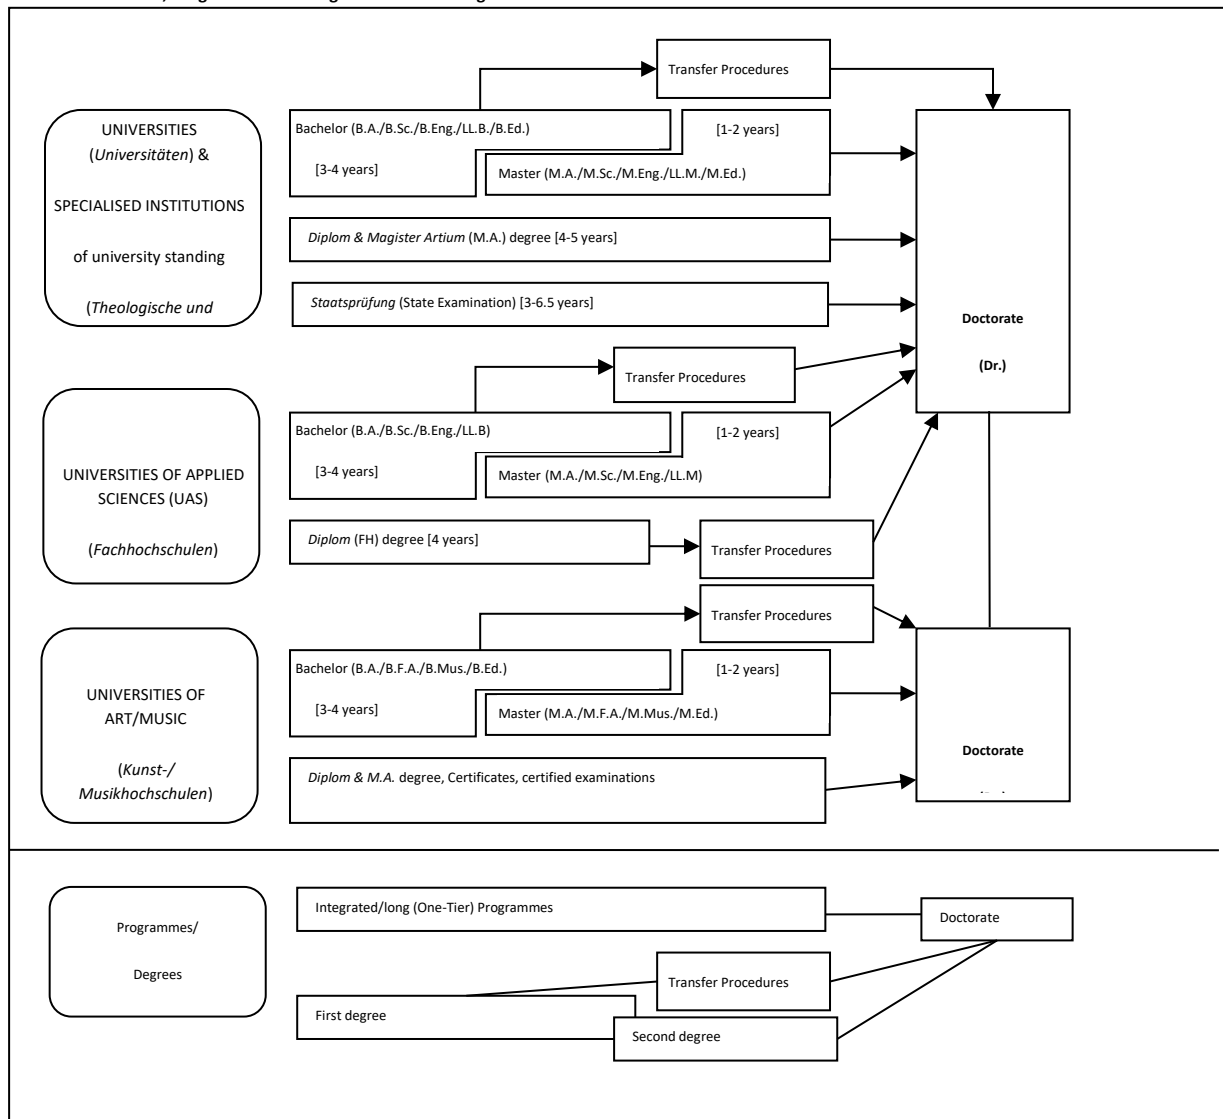 Transfer Procedures
UNIVERSITIES
(Universitäten) &
SPECIALISED INSTITUTIONS
of university standing
(Theologische und
Bachelor (B.A./B.Sc./B.Eng./LL.B./B.Ed.)
[3-4 years]
[1-2 years]
Master (M.A./M.Sc./M.Eng./LL.M./M.Ed.)
Diplom & Magister Artium (M.A.) degree [4-5 years]
Staatsprüfung (State Examination) [3-6.5 years]
Doctorate
(Dr.)
Transfer Procedures
UNIVERSITIES OF APPLIED
SCIENCES (UAS)
(Fachhochschulen)
Bachelor (B.A./B.Sc./B.Eng./LL.B)
[3-4 years]
[1-2 years]
Master (M.A./M.Sc./M.Eng./LL.M)
Diplom (FH) degree [4 years]
Transfer Procedures
Transfer Procedures
UNIVERSITIES OF
ART/MUSIC
(Kunst-/
Musikhochschulen)
Bachelor (B.A./B.F.A./B.Mus./B.Ed.)
[3-4 years]
[1-2 years]
Master (M.A./M.F.A./M.Mus./M.Ed.)
Diplom & M.A. degree, Certificates, certified examinations
Doctorate
Programmes/
Degrees
Integrated/long (One-Tier) Programmes
Doctorate
Transfer Procedures
First degree
Second degree